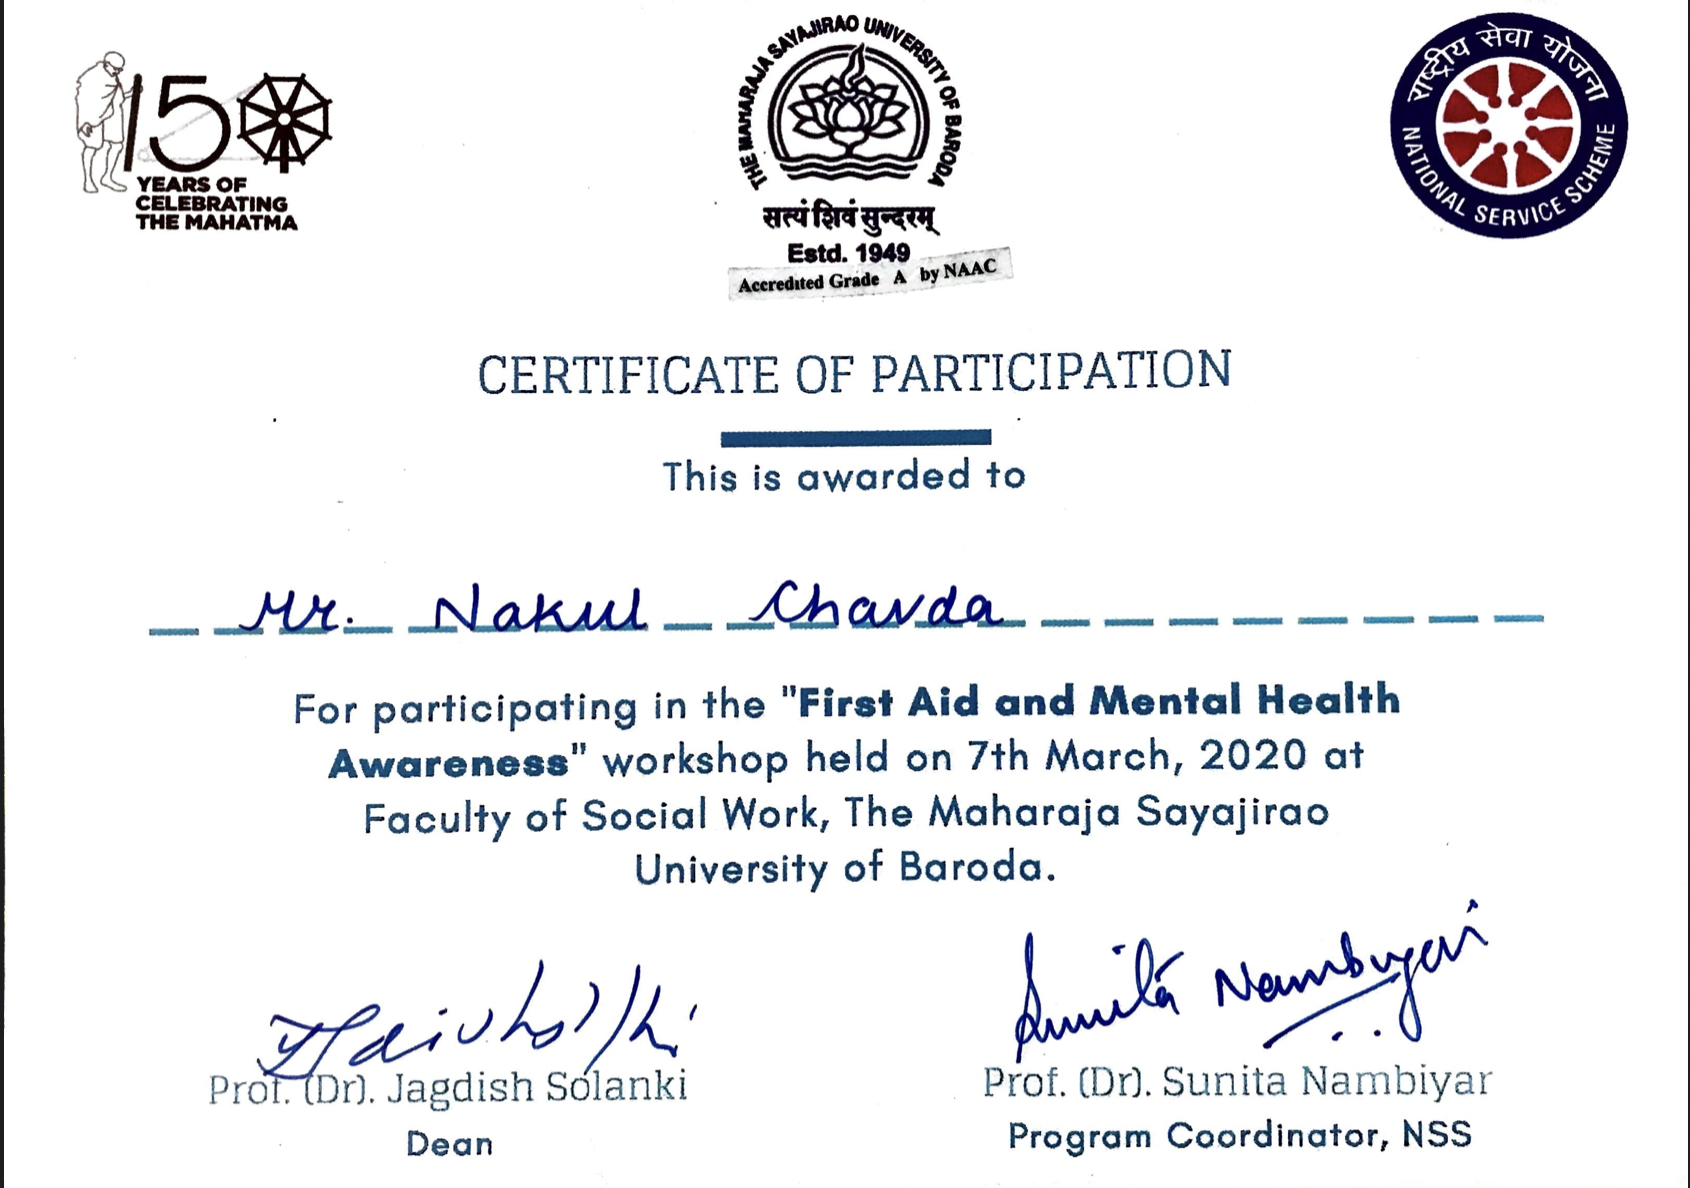 150
YEARS OF
CELEBRATING
THE MAHATMA
THE MAHARAJA SAYAJIRAO UNIVERSITY OF BARODA
सत्यं शिवं सुन्दरम्
Estd. 1949
Accredited Grade A by NAAC
राष्ट्रीय सेवा योजना
NATIONAL SERVICE SCHEME
CERTIFICATE OF PARTICIPATION
This is awarded to
Mr. Nakul Chavda
For participating in the "First Aid and Mental Health
Awareness" workshop held on 7th March, 2020 at
Faculty of Social Work, The Maharaja Sayajirao
University of Baroda.
Sunita Nambiyar
Prof. (Dr). Jagdish Solanki
Dean
Prof. (Dr). Sunita Nambiyar
Program Coordinator, NSS